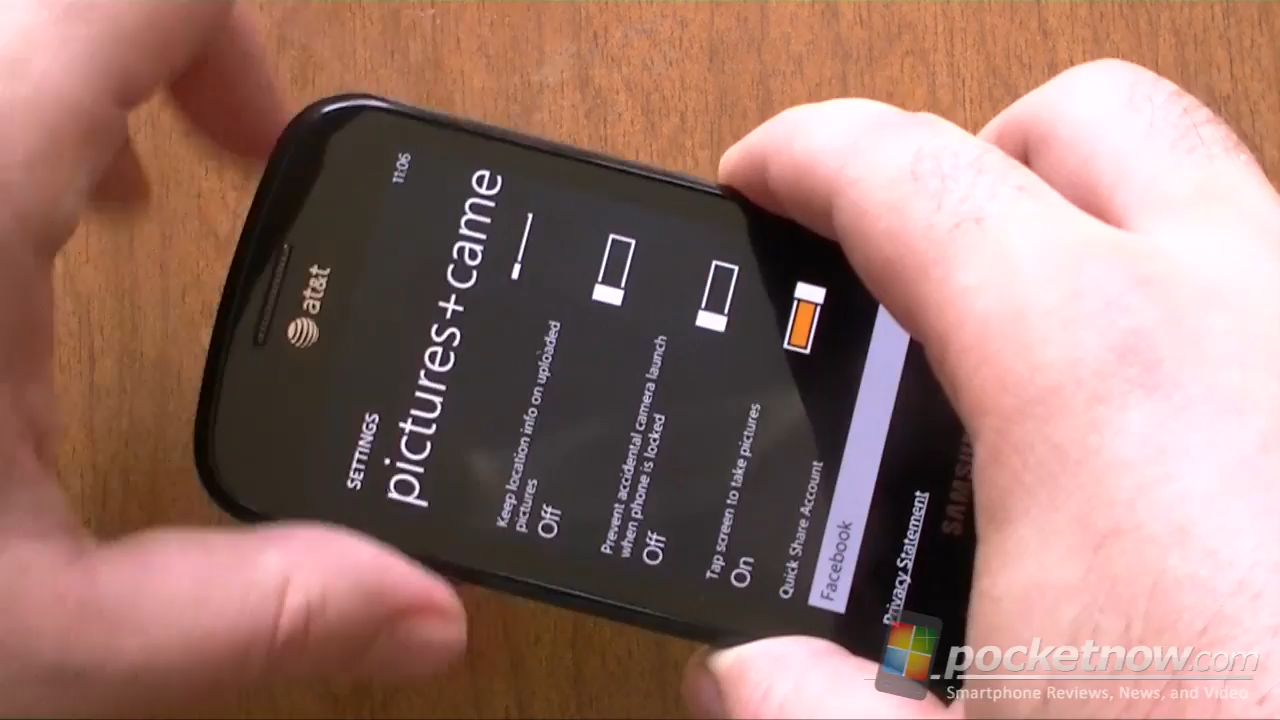 11:06
at&t
SETTINGS
pictures+came
Keep location info on uploaded
pictures
Off
Prevent accidental camera launch
when phone is locked
Off
Tap screen to take pictures
On
Quick Share Account
Facebook
Privacy Statement
pocketnow.com
Smartphone Reviews, News, and Video